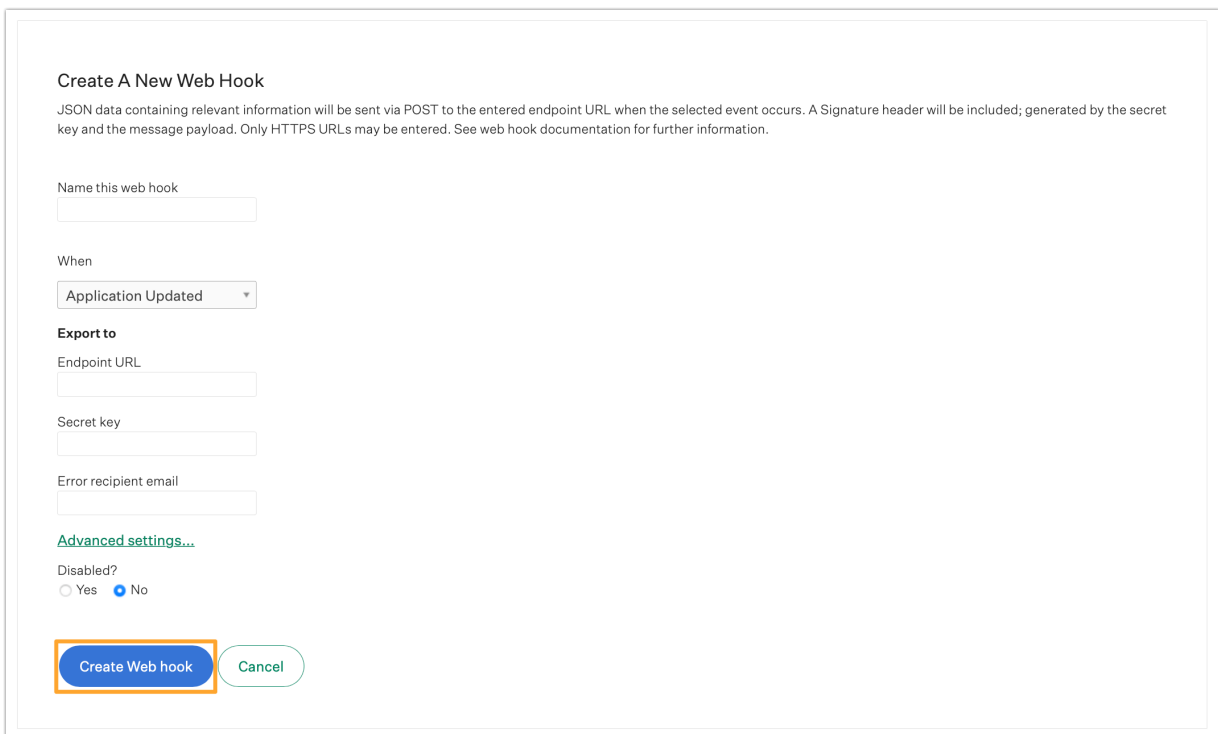 Create A New Web Hook
JSON data containing relevant information will be sent via POST to the entered endpoint URL when the selected event occurs. A Signature header will be included; generated by the secret
key and the message payload. Only HTTPS URLs may be entered. See web hook documentation for further information.
Name this web hook
When
Application Updated
Export to
Endpoint URL
Secret key
Error recipient email
Advanced settings...
Disabled?
Yes No
Create Web hook Cancel